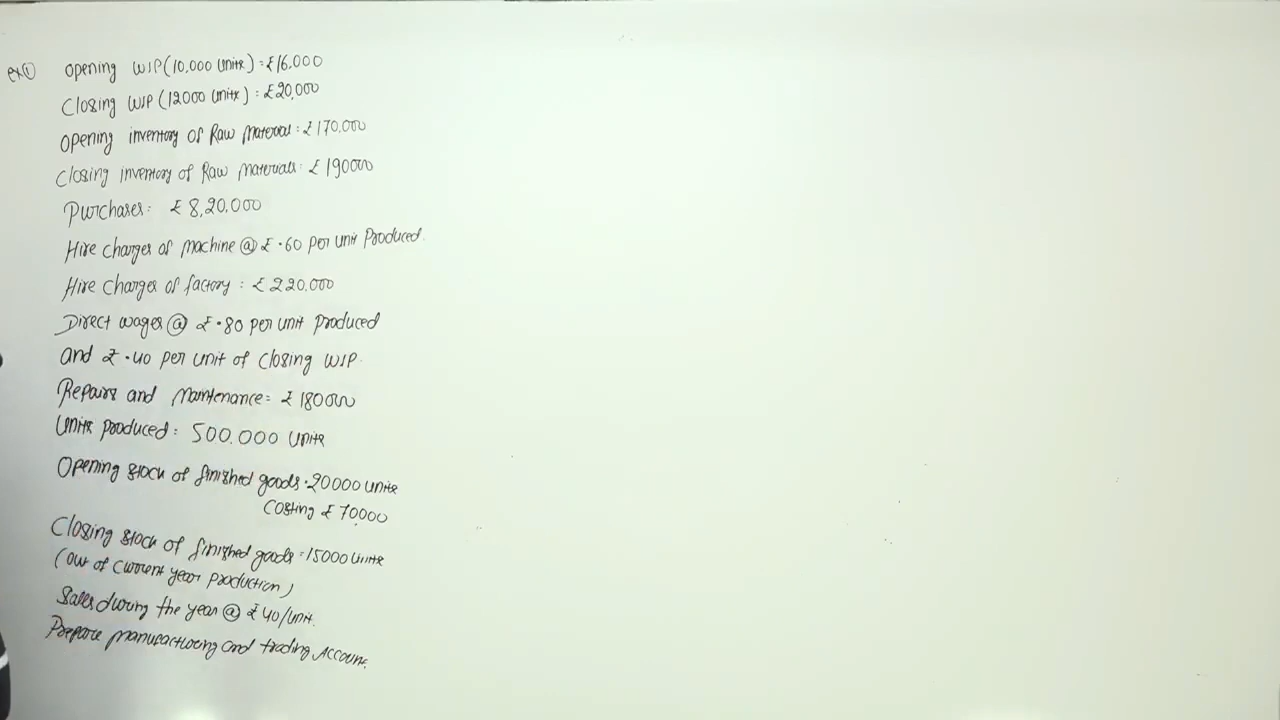 ex① Opening WIP (10,000 Units) : ₹16,000
Closing WIP (12000 Units) : ₹20,000
Opening inventory of Raw Material : ₹170,000
Closing inventory of Raw Materials : ₹190000
Purchases : ₹8,20,000
Hire charges of machine @ ₹.60 per unit Produced.
Hire charges of factory : ₹220,000
Direct wages @ ₹.80 per unit produced
and ₹.40 per unit of closing WIP.
Repairs and Maintenance = ₹180000
Units produced : 500,000 Units
Opening stock of finished goods . 20000 Units
Costing ₹70000
Closing stock of finished goods : 15000 Units
(Out of current year production)
Sales during the year @ ₹40/Unit.
Prepare manufacturing and trading Account.